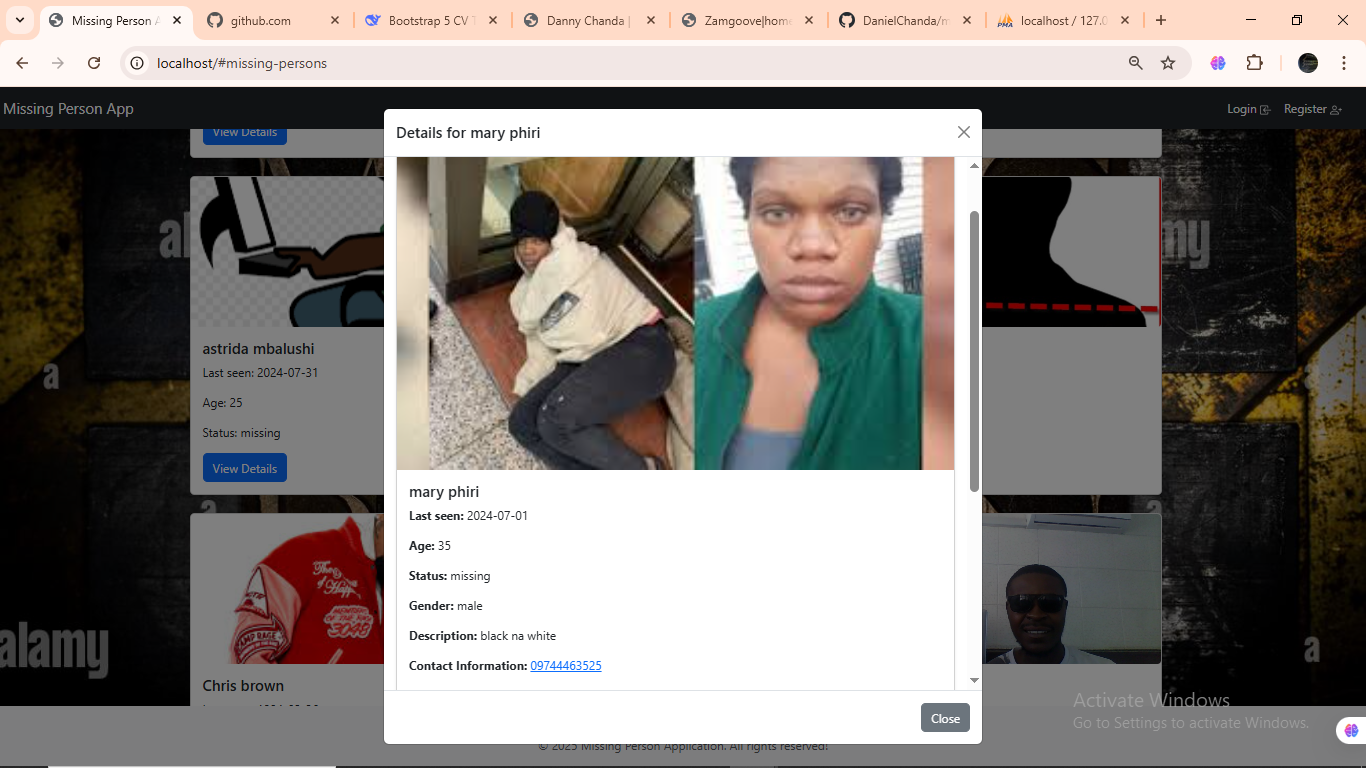 Missing Person A
github.com
Bootstrap 5 CV T
Danny Chanda |
Zamgoove|hom
DanielChanda/m
localhost / 127.0
localhost/#missing-persons
Missing Person App
Login
Register
View Details
Details for mary phiri
mary phiri
Last seen: 2024-07-01
Age: 35
Status: missing
Gender: male
Description: black na white
Contact Information: 09744463525
Close
astrida mbalushi
Last seen: 2024-07-31
Age: 25
Status: missing
View Details
Chris brown
alamy
a
a
a
a
my
Activate Windows
Go to Settings to activate Windows.
© 2025 Missing Person Application. All rights reserved!